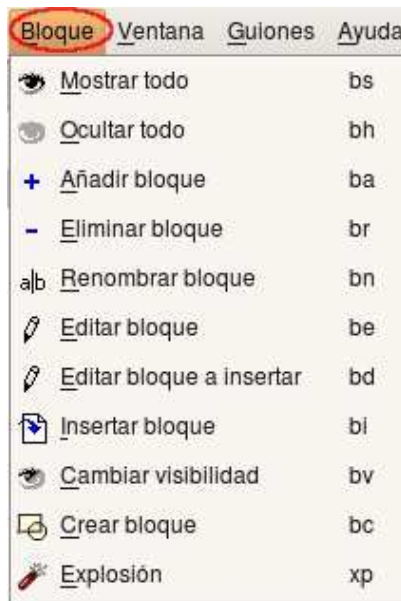 Bloque Ventana Guiones Ayuda
Mostrar todo bs
Ocultar todo bh
+ Añadir bloque ba
- Eliminar bloque br
a|b Renombrar bloque bn
Editar bloque be
Editar bloque a insertar bd
Insertar bloque bi
Cambiar visibilidad bv
Crear bloque bc
Explosión xp